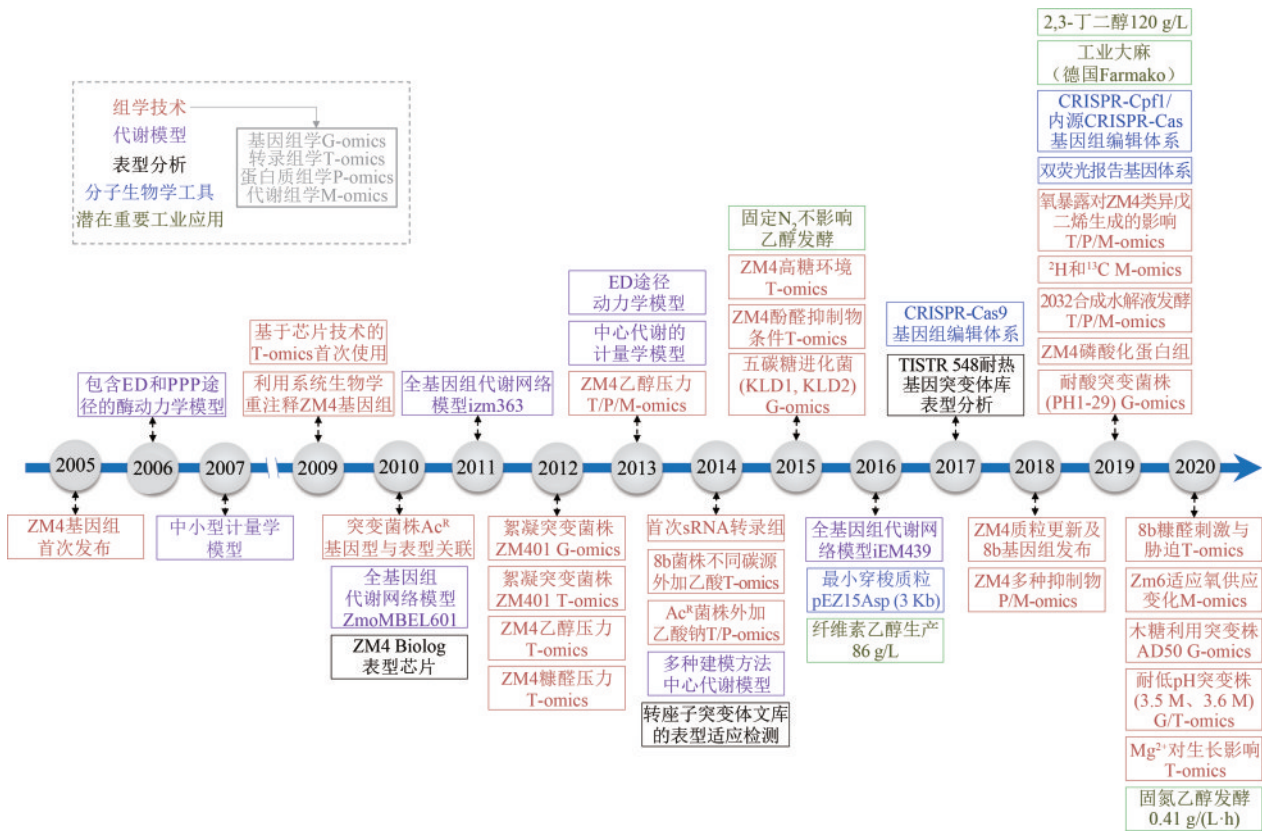 组学技术
代谢模型
表型分析
分子生物学工具
潜在重要工业应用
基因组学G-omics
转录组学T-omics
蛋白质组学P-omics
代谢组学M-omics
2005
2006
2007
2009
2010
2011
2012
2013
2014
2015
2016
2017
2018
2019
2020
ZM4基因组
首次发布
包含ED和PPP途
径的酶动力学模型
中小型计量学
模型
基于芯片技术的
T-omics首次使用
利用系统生物学
重注释ZM4基因组
突变菌株Acᴿ
基因型与表型关联
全基因组
代谢网络模型
ZmoMBEL601
ZM4 Biolog
表型芯片
全基因组代谢网络
模型izm363
絮凝突变菌株
ZM401 G-omics
絮凝突变菌株
ZM401 T-omics
ZM4乙醇压力
T-omics
ZM4糠醛压力
T-omics
ED途径
动力学模型
中心代谢的
计量学模型
ZM4乙醇压力
T/P/M-omics
首次sRNA转录组
8b菌株不同碳源
外加乙酸T-omics
Acᴿ菌株外加
乙酸钠T/P-omics
多种建模方法
中心代谢模型
转座子突变体文库
的表型适应检测
固定N₂不影响
乙醇发酵
ZM4高糖环境
T-omics
ZM4酚醛抑制物
条件T-omics
五碳糖进化菌
(KLD1, KLD2)
G-omics
全基因组代谢网
络模型iEM439
最小穿梭质粒
pEZ15Asp (3 Kb)
纤维素乙醇生产
86 g/L
CRISPR-Cas9
基因组编辑体系
TISTR 548耐热
基因突变体库
表型分析
ZM4质粒更新及
8b基因组发布
ZM4多种抑制物
P/M-omics
2,3-丁二醇120 g/L
工业大麻
（德国Farmako）
CRISPR-Cpf1/
内源CRISPR-Cas
基因组编辑体系
双荧光报告基因体系
氧暴露对ZM4类异戊
二烯生成的影响
T/P/M-omics
²H和¹³C M-omics
2032合成水解液发酵
T/P/M-omics
ZM4磷酸化蛋白组
耐酸突变菌株
(PH1-29) G-omics
8b糠醛刺激与
胁迫T-omics
Zm6适应氧供应
变化M-omics
木糖利用突变株
AD50 G-omics
耐低pH突变株
(3.5 M、3.6 M)
G/T-omics
Mg²⁺对生长影响
T-omics
固氮乙醇发酵
0.41 g/(L·h)